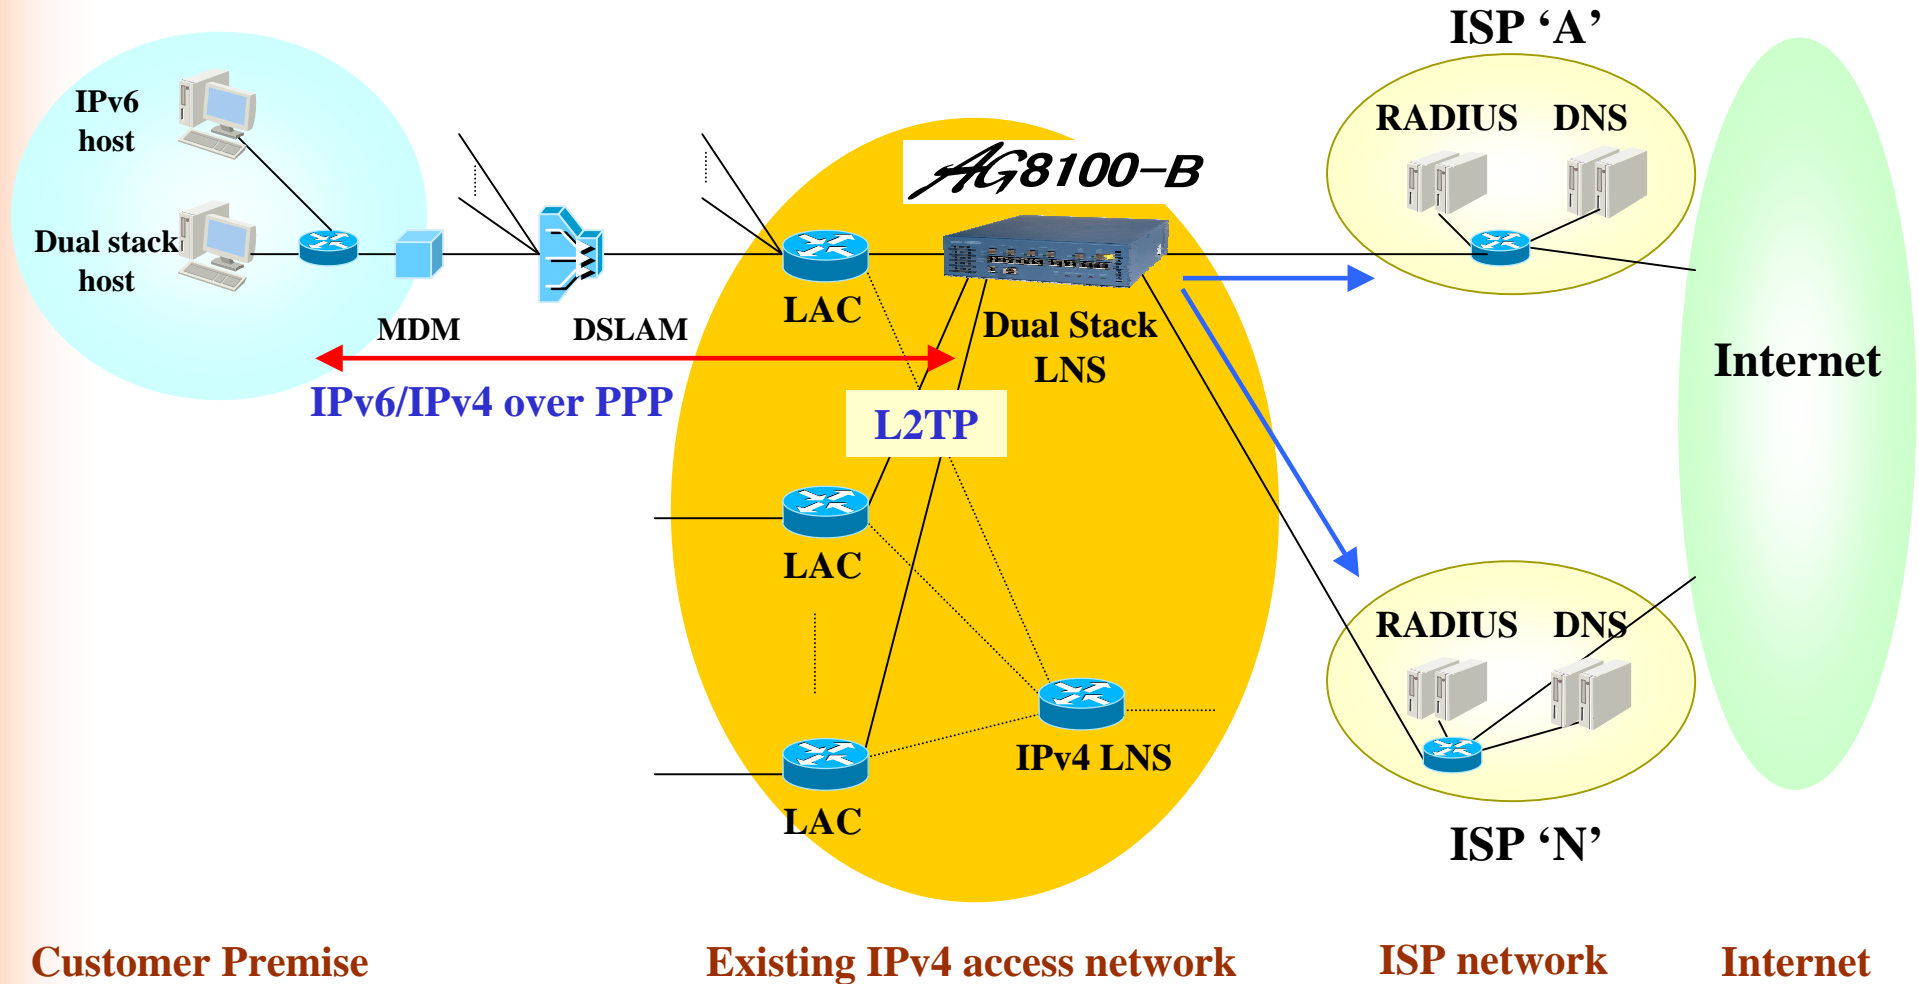 ISP ‘A’
IPv6
host
RADIUS DNS
AG8100-B
Dual stack
host
LAC
MDM
DSLAM
Dual Stack
LNS
Internet
IPv6/IPv4 over PPP
L2TP
LAC
RADIUS DNS
IPv4 LNS
LAC
ISP ‘N’
Customer Premise
Existing IPv4 access network
ISP network
Internet